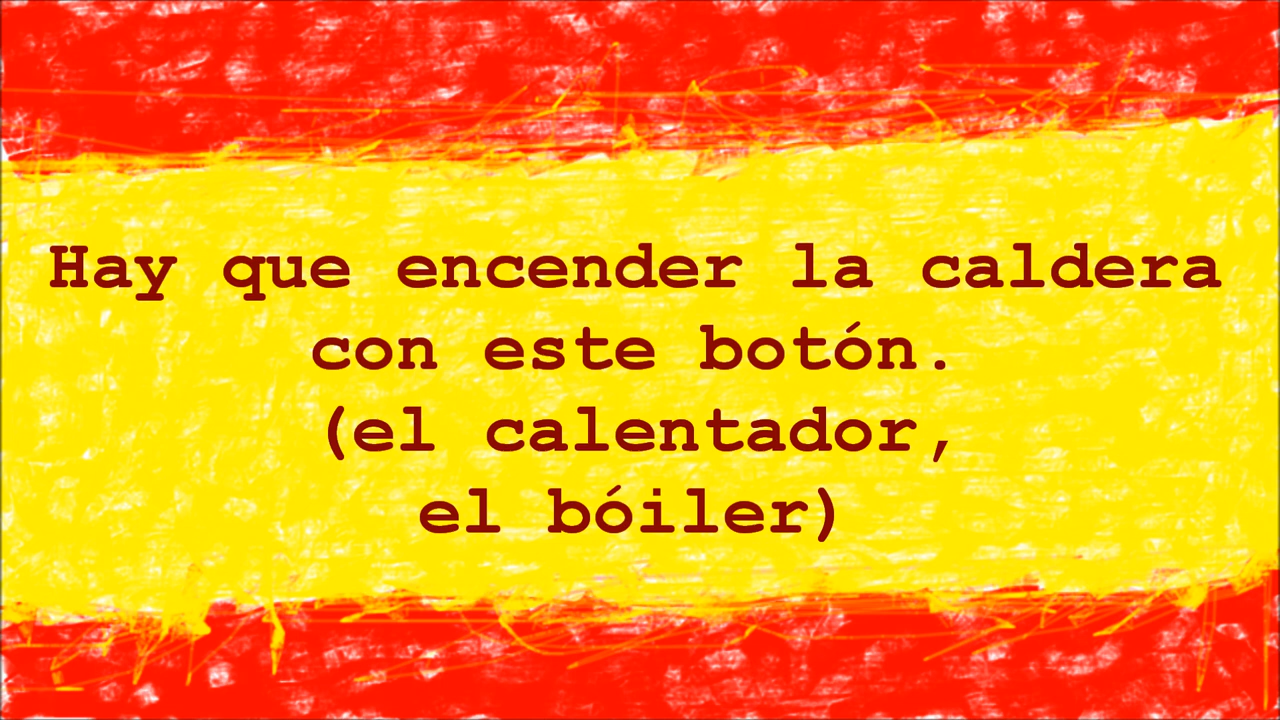 Hay que encender la caldera
con este botón.
(el calentador,
el bóiler)